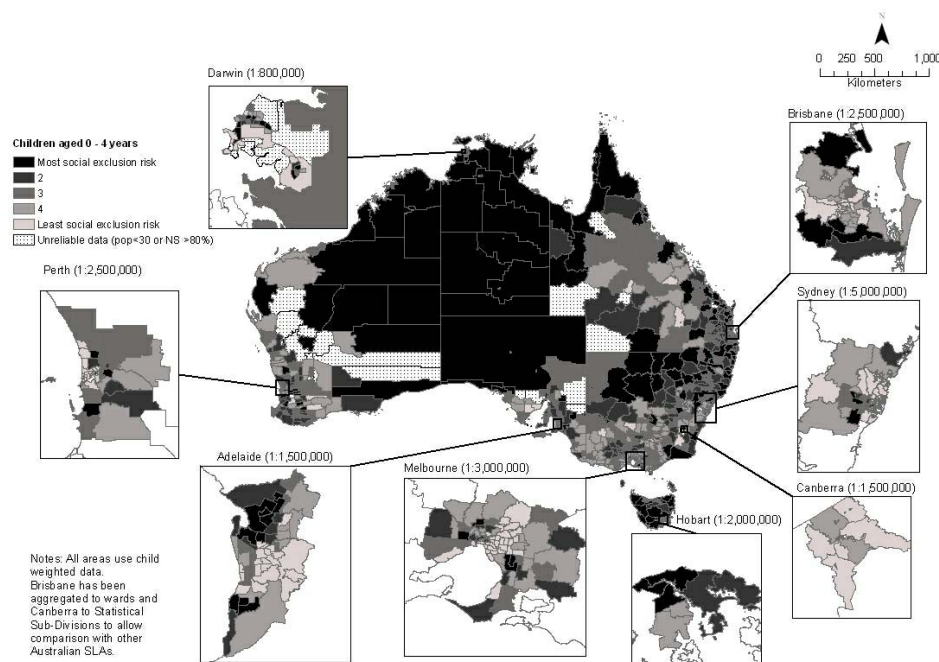 N
0 250 500 1,000
Kilometers
Darwin (1:800,000)
Brisbane (1:2,500,000)
Children aged 0 - 4 years
Most social exclusion risk
2
3
4
Least social exclusion risk
Unreliable data (pop<30 or NS >80%)
Perth (1:2,500,000)
Sydney (1:5,000,000)
Adelaide (1:1,500,000)
Melbourne (1:3,000,000)
Canberra (1:1,500,000)
Hobart (1:2,000,000)
Notes: All areas use child
weighted data.
Brisbane has been
aggregated to wards and
Canberra to Statistical
Sub-Divisions to allow
comparison with other
Australian SLAs.